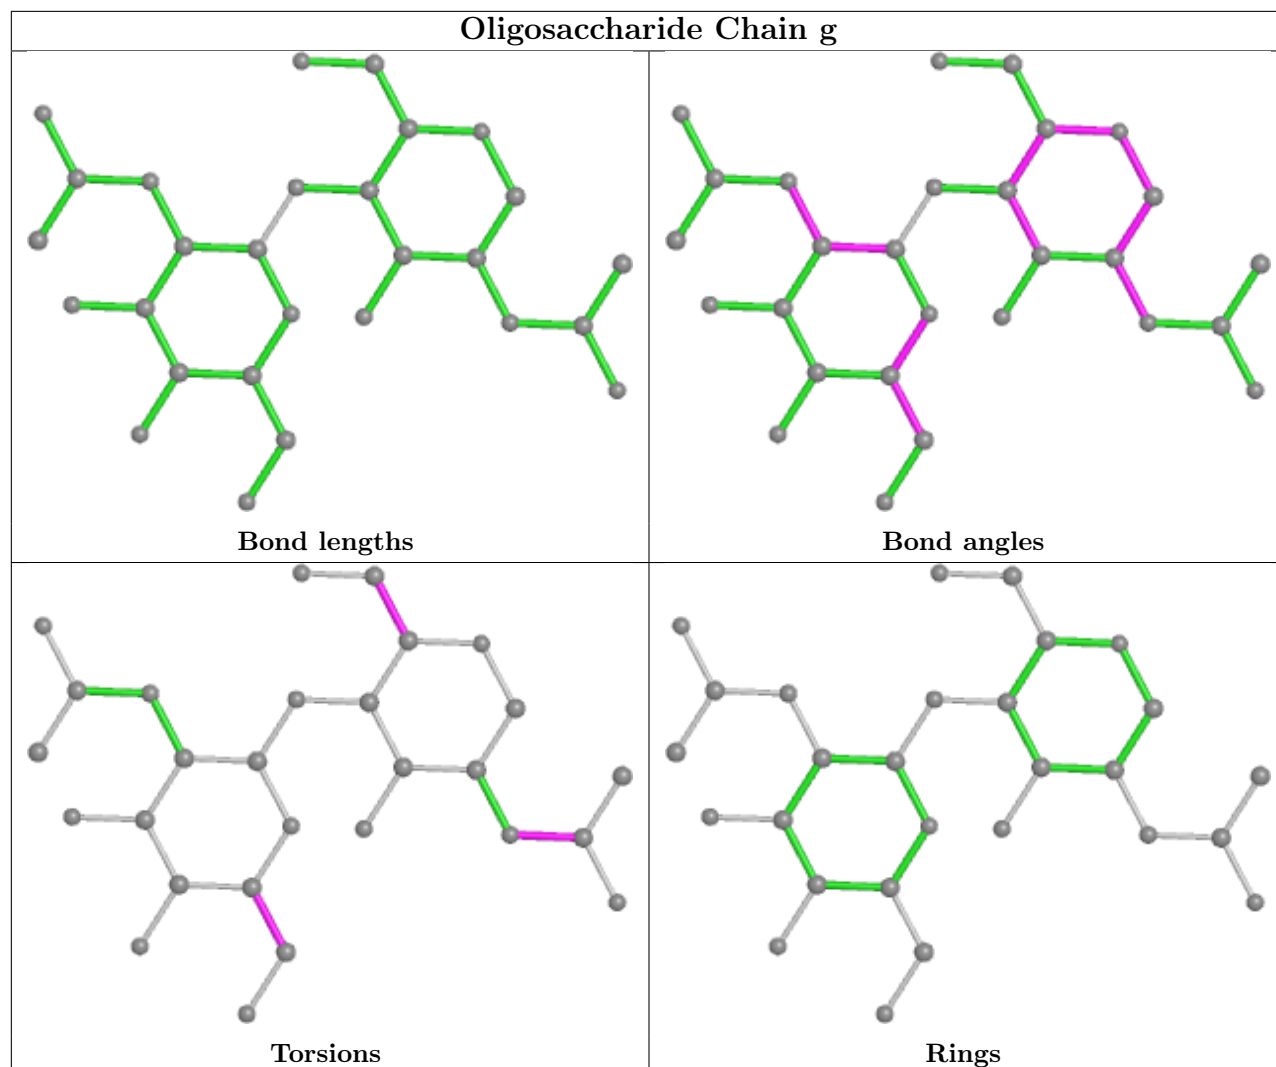 Oligosaccharide Chain g
Bond lengths
Bond angles
Torsions
Rings